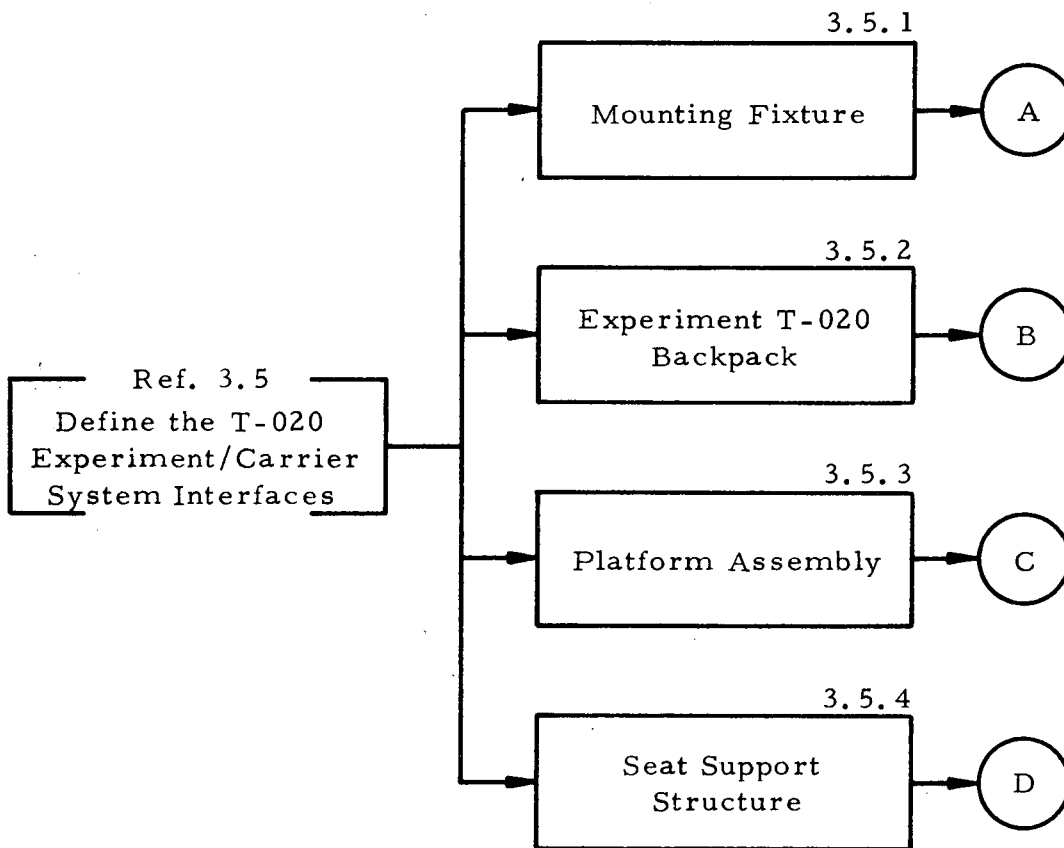 3.5.1
Mounting Fixture
A
3.5.2
Experiment T-020
Backpack
B
Ref. 3.5
Define the T-020
Experiment/Carrier
System Interfaces
3.5.3
Platform Assembly
C
3.5.4
Seat Support
Structure
D